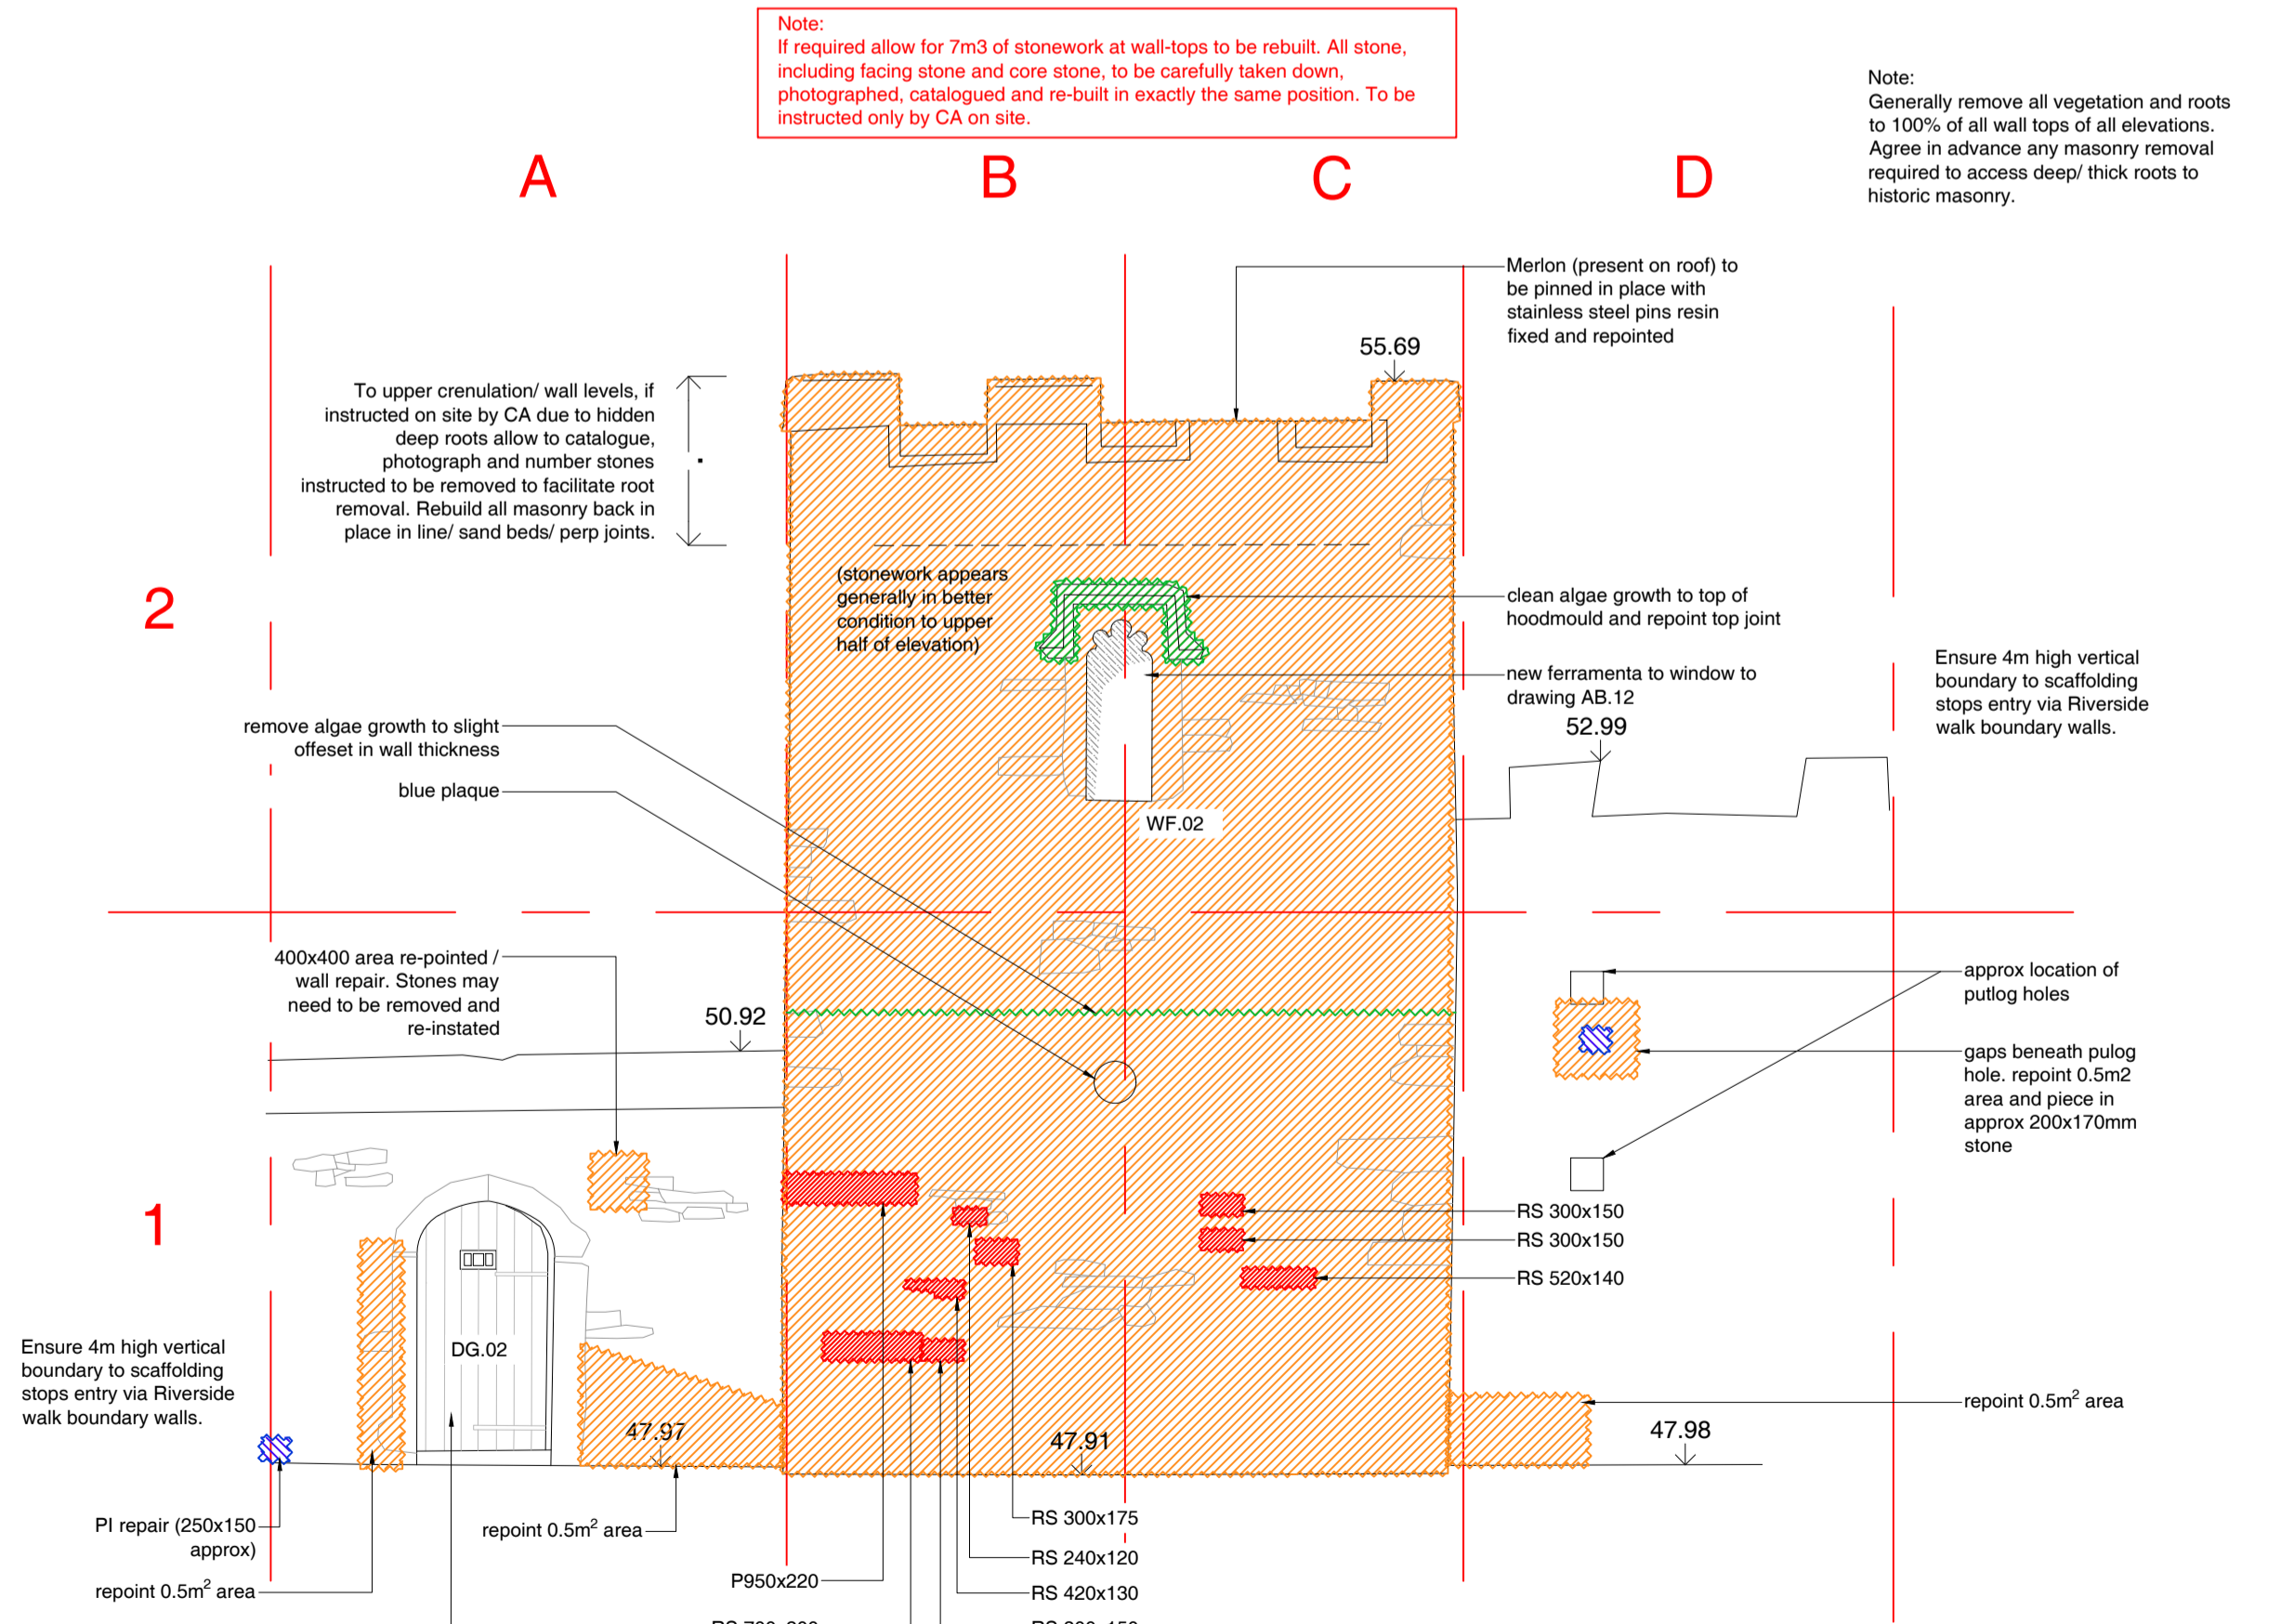 Note:
If required allow for 7m3 of stonework at wall-tops to be rebuilt. All stone,
including facing stone and core stone, to be carefully taken down,
photographed, catalogued and re-built in exactly the same position. To be
instructed only by CA on site.
Note:
Generally remove all vegetation and roots
to 100% of all wall tops of all elevations.
Agree in advance any masonry removal
required to access deep/ thick roots to
historic masonry.
A
B
C
D
Merlon (present on roof) to
be pinned in place with
stainless steel pins resin
fixed and repointed
55.69
To upper crenulation/ wall levels, if
instructed on site by CA due to hidden
deep roots allow to catalogue,
photograph and number stones
instructed to be removed to facilitate root
removal. Rebuild all masonry back in
place in line/ sand beds/ perp joints.
2
(stonework appears
generally in better
condition to upper
half of elevation)
clean algae growth to top of
hoodmould and repoint top joint
new ferramenta to window to
drawing AB.12
52.99
Ensure 4m high vertical
boundary to scaffolding
stops entry via Riverside
walk boundary walls.
remove algae growth to slight
offeset in wall thickness
blue plaque
WF.02
400x400 area re-pointed /
wall repair. Stones may
need to be removed and
re-instated
50.92
approx location of
putlog holes
gaps beneath pulog
hole. repoint 0.5m2
area and piece in
approx 200x170mm
stone
1
RS 300x150
RS 300x150
RS 520x140
DG.02
Ensure 4m high vertical
boundary to scaffolding
stops entry via Riverside
walk boundary walls.
repoint 0.5m² area
47.97
47.91
47.98
PI repair (250x150
approx)
repoint 0.5m² area
repoint 0.5m² area
RS 300x175
RS 240x120
P950x220
RS 420x130